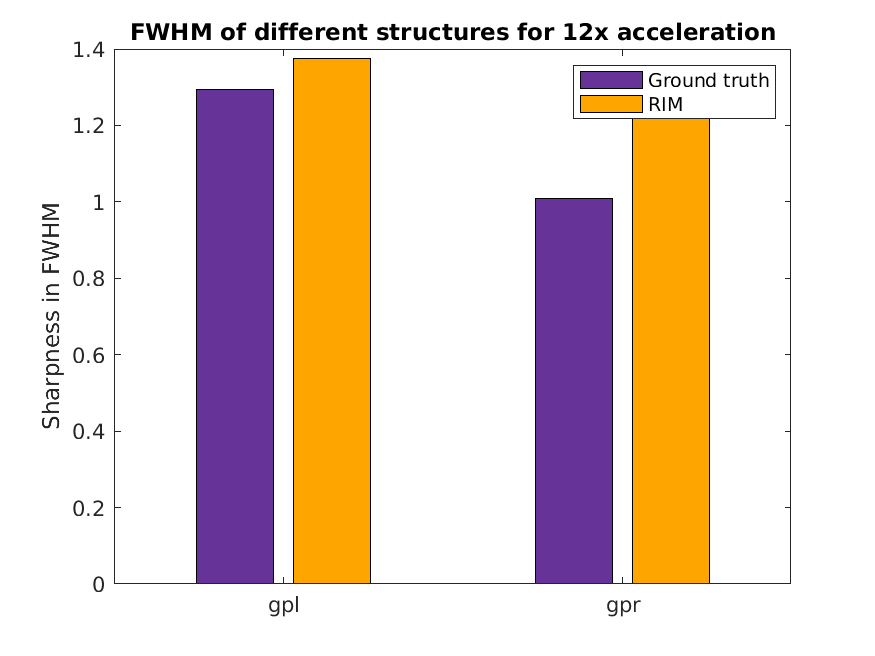 FWHM of different structures for 12x acceleration
Sharpness in FWHM
1.4
1.2
1
0.8
0.6
0.4
0.2
0
Ground truth
RIM
gpl
gpr